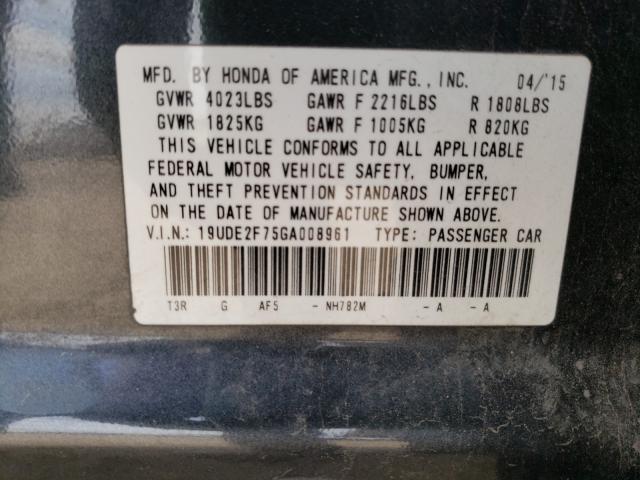 MFD. BY HONDA OF AMERICA MFG., INC. 04/'15
GVWR 4023LBS GAWR F 2216LBS R 1808LBS
GVWR 1825KG GAWR F 1005KG R 820KG
THIS VEHICLE CONFORMS TO ALL APPLICABLE
FEDERAL MOTOR VEHICLE SAFETY, BUMPER,
AND THEFT PREVENTION STANDARDS IN EFFECT
ON THE DATE OF MANUFACTURE SHOWN ABOVE.
V.I.N.: 19UDE2F75GA008961 TYPE: PASSENGER CAR
T3R G AF5 - NH782M - A - A